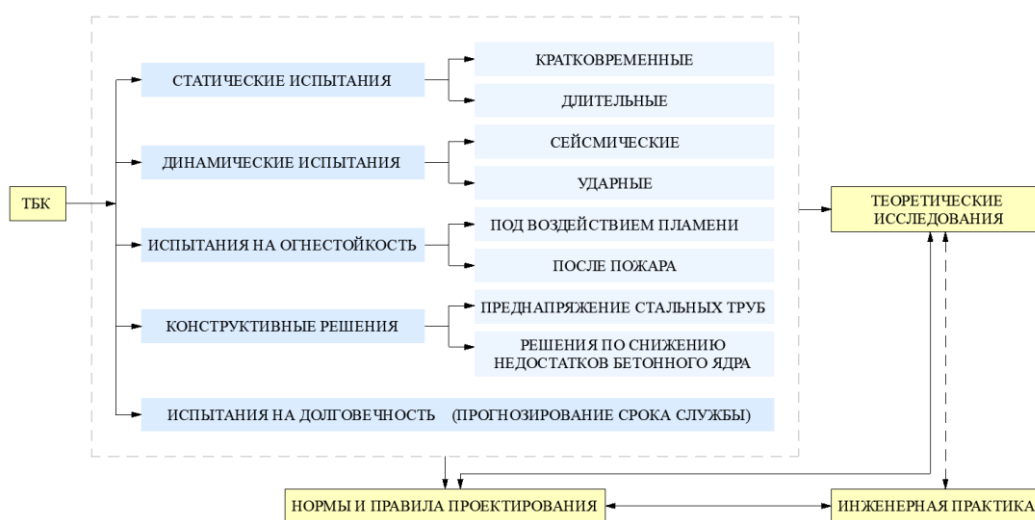 ТБК
СТАТИЧЕСКИЕ ИСПЫТАНИЯ
КРАТКОВРЕМЕННЫЕ
ДЛИТЕЛЬНЫЕ
ДИНАМИЧЕСКИЕ ИСПЫТАНИЯ
СЕЙСМИЧЕСКИЕ
УДАРНЫЕ
ИСПЫТАНИЯ НА ОГНЕСТОЙКОСТЬ
ПОД ВОЗДЕЙСТВИЕМ ПЛАМЕНИ
ПОСЛЕ ПОЖАРА
КОНСТРУКТИВНЫЕ РЕШЕНИЯ
ПРЕДНАПРЯЖЕНИЕ СТАЛЬНЫХ ТРУБ
РЕШЕНИЯ ПО СНИЖЕНИЮ
НЕДОСТАТКОВ БЕТОННОГО ЯДРА
ИСПЫТАНИЯ НА ДОЛГОВЕЧНОСТЬ (ПРОГНОЗИРОВАНИЕ СРОКА СЛУЖБЫ)
ТЕОРЕТИЧЕСКИЕ
ИССЛЕДОВАНИЯ
НОРМЫ И ПРАВИЛА ПРОЕКТИРОВАНИЯ
ИНЖЕНЕРНАЯ ПРАКТИКА